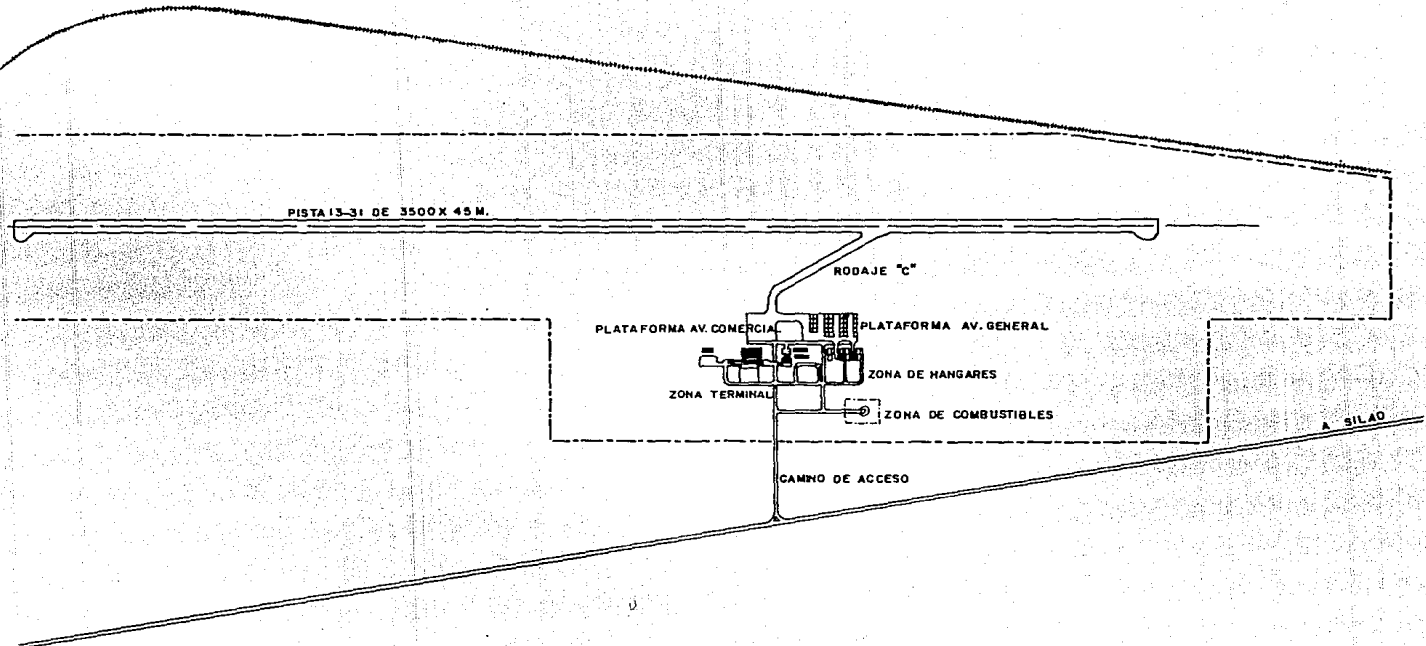 PISTA 13-31 DE 3500 X 45 M.
RODAJE "C"
PLATAFORMA AV. COMERCIAL
PLATAFORMA AV. GENERAL
ZONA DE HANGARES
ZONA TERMINAL
ZONA DE COMBUSTIBLES
A SILAO
CAMINO DE ACCESO